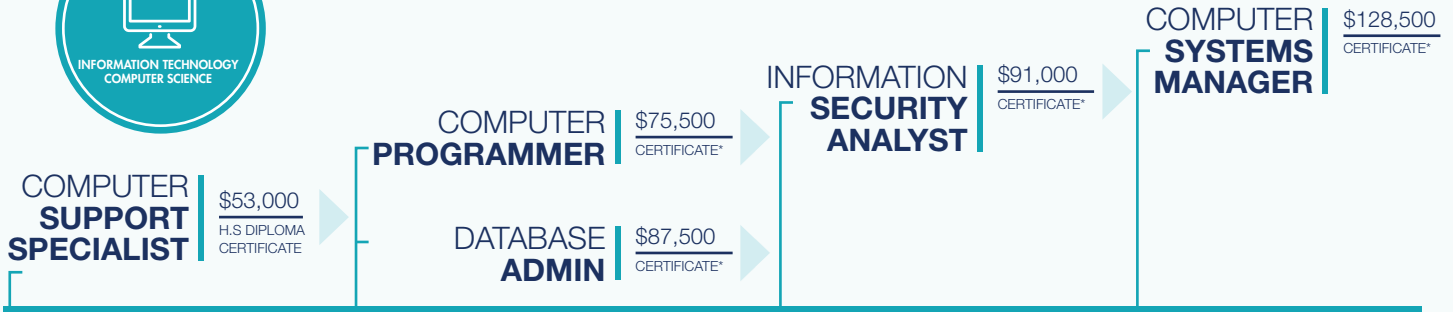 INFORMATION TECHNOLOGY
COMPUTER SCIENCE
COMPUTER
SUPPORT
SPECIALIST
$53,000
H.S DIPLOMA
CERTIFICATE
COMPUTER
PROGRAMMER
$75,500
CERTIFICATE*
DATABASE
ADMIN
$87,500
CERTIFICATE*
INFORMATION
SECURITY
ANALYST
$91,000
CERTIFICATE*
COMPUTER
SYSTEMS
MANAGER
$128,500
CERTIFICATE*